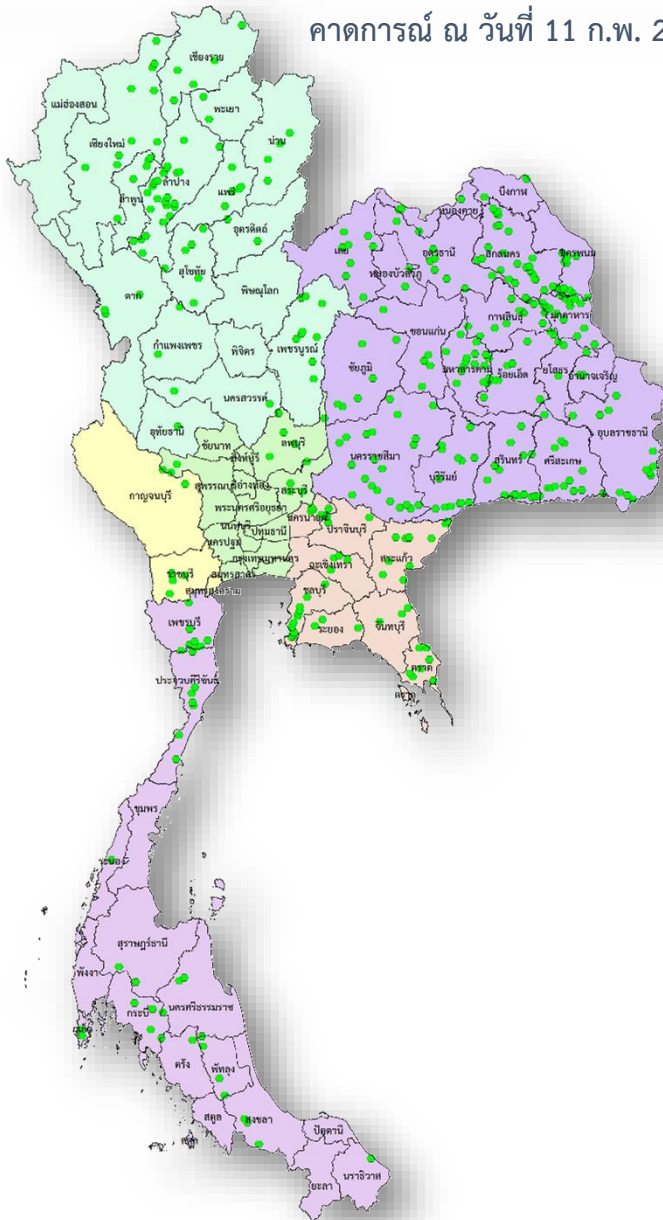 คาดการณ์ ณ วันที่ 11 ก.พ. 2
เชียงราย
แม่ฮ่องสอน
พะเยา
เชียงใหม่
น่าน
ลำปาง
แพร่
ลำพูน
อุตรดิตถ์
บึงกาฬ
หนองคาย
เลย
อุดรธานี
สกลนคร
นครพนม
สุโขทัย
หนองบัวลำภู
ตาก
พิษณุโลก
กาฬสินธุ์
มุกดาหาร
ขอนแก่น
กำแพงเพชร
พิจิตร
เพชรบูรณ์
มหาสารคาม
ชัยภูมิ
ร้อยเอ็ด
ยโสธร
อำนาจเจริญ
นครสวรรค์
อุทัยธานี
ชัยนาท
ลพบุรี
อุบลราชธานี
สิงห์บุรี
นครราชสีมา
สุรินทร์
ศรีสะเกษ
บุรีรัมย์
กาญจนบุรี
สุพรรณบุรี
อ่างทอง
สระบุรี
พระนครศรีอยุธยา
นครนายก
ปราจีนบุรี
นนทบุรี
ปทุมธานี
นครปฐม
สระแก้ว
กรุงเทพมหานคร
ฉะเชิงเทรา
ราชบุรี
สมุทรสาคร
สมุทรสงคราม
ชลบุรี
เพชรบุรี
ระยอง
จันทบุรี
ตราด
ประจวบคีรีขันธ์
ตราด
ชุมพร
ระนอง
สุราษฎร์ธานี
พังงา
กระบี่
นครศรีธรรมราช
ภูเก็ต
ตรัง
พัทลุง
สตูล
สงขลา
ปัตตานี
สตูล
ยะลา
นราธิวาส